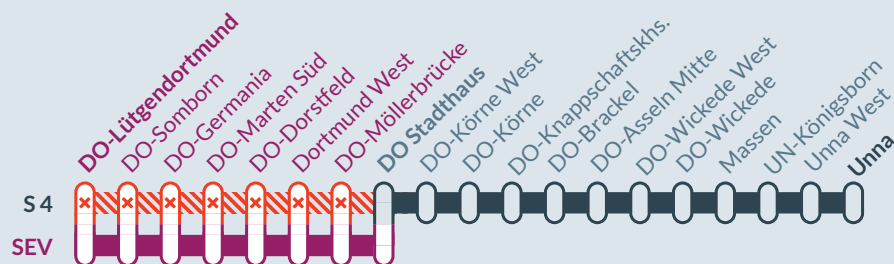 DO-Lütgendortmund
DO-Somborn
DO-Germania
DO-Marten Süd
DO-Dorstfeld
Dortmund West
DO-Möllerbrücke
DO Stadthaus
DO-Körne West
DO-Körne
DO-Knappschaftskhs.
DO-Brackel
DO-Asseln Mitte
DO-Wickede West
DO-Wickede
Massen
UN-Königsborn
Unna West
Unna
S 4
SEV